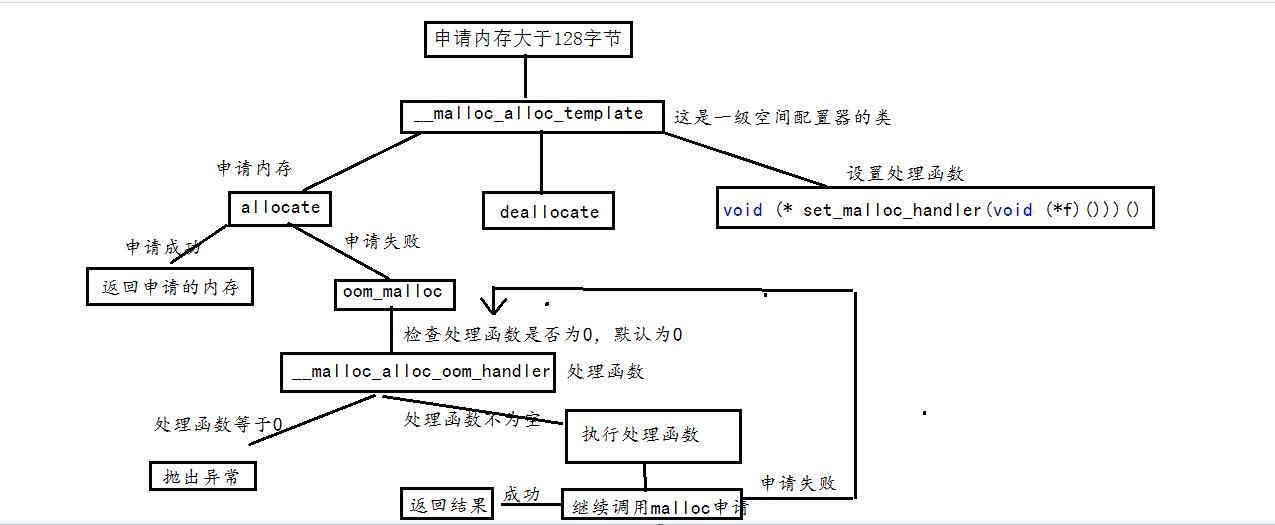 申请内存大于128字节
__malloc_alloc_template
这是一级空间配置器的类
申请内存
设置处理函数
allocate
deallocate
void (* set_malloc_handler(void (*f)()))()
申请成功
申请失败
返回申请的内存
oom_malloc
检查处理函数是否为0, 默认为0
__malloc_alloc_oom_handler
处理函数
处理函数等于0
处理函数不为空
执行处理函数
抛出异常
申请失败
返回结果
成功
继续调用malloc申请